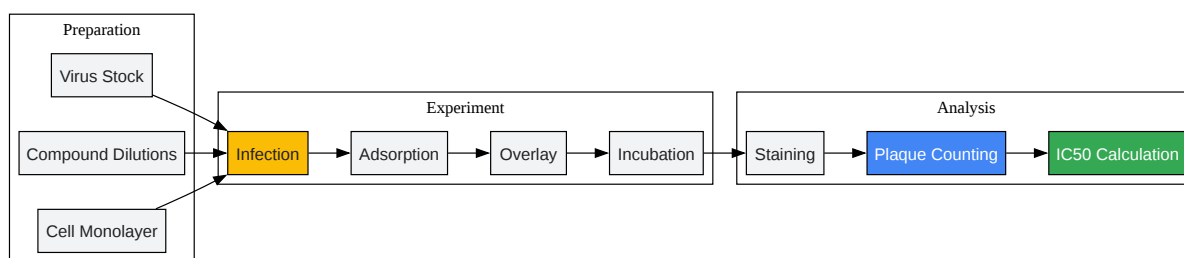 Preparation
Virus Stock
Compound Dilutions
Cell Monolayer
Experiment
Infection
Adsorption
Overlay
Incubation
Analysis
Staining
Plaque Counting
IC50 Calculation